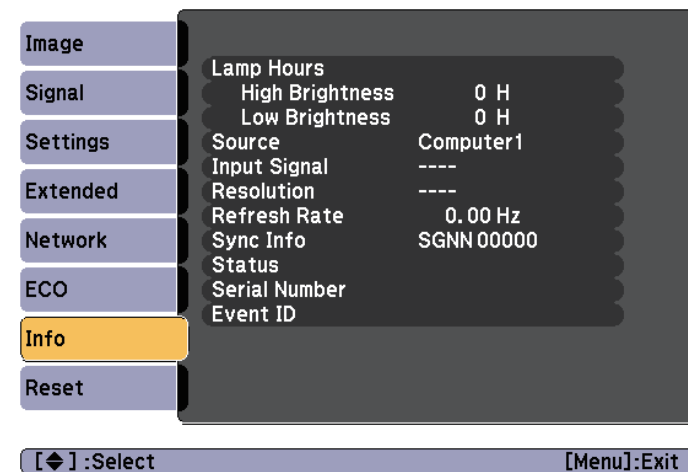 Image
Signal
Settings
Extended
Network
ECO
Info
Reset
Lamp Hours
High Brightness 0 H
Low Brightness 0 H
Source Computer1
Input Signal ----
Resolution ----
Refresh Rate 0.00 Hz
Sync Info SGNN 00000
Status
Serial Number
Event ID
[◆] :Select [Menu]:Exit